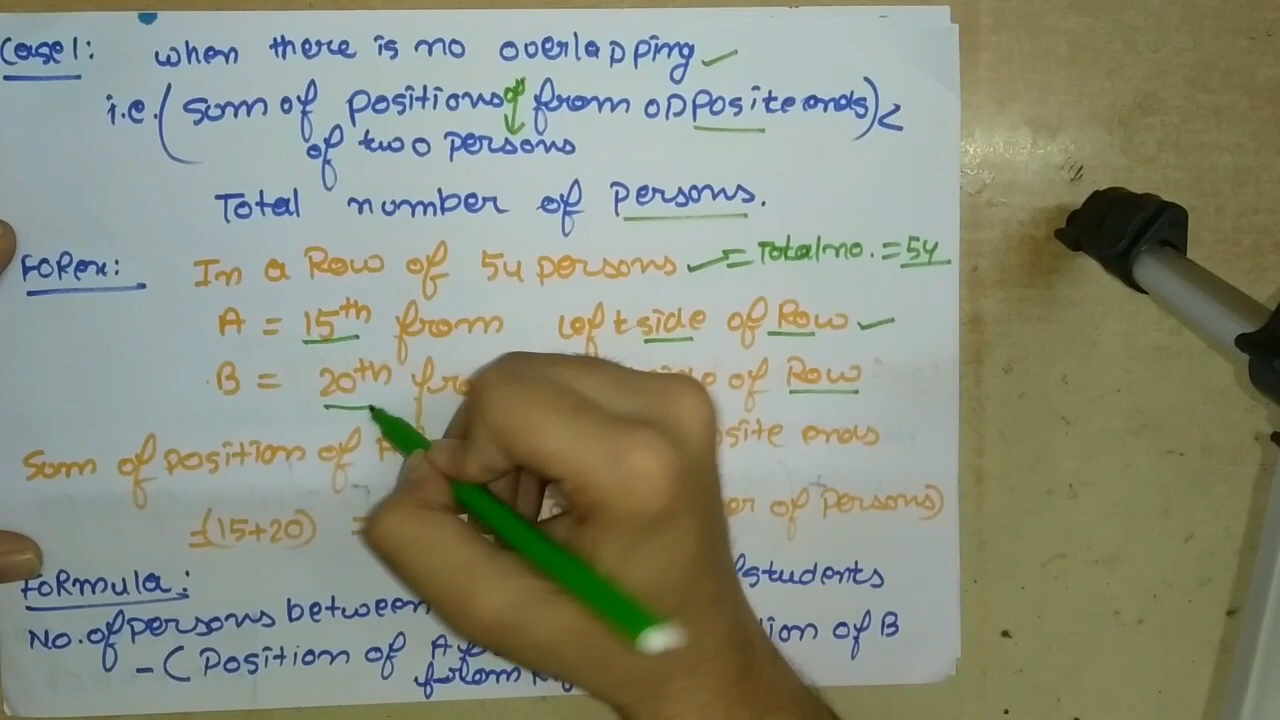 Case 1: when there is no overlapping
i.e. (sum of positions of from opposite ends) <
of two persons
Total number of persons.
FOR ex: In a Row of 54 persons = Total no. = 54
A = 15th from left side of Row
B = 20th side of Row
Sum of position of A site ends
=(15+20) = of persons)
FORmula: students
No. of persons between
- (Position of A of B
from